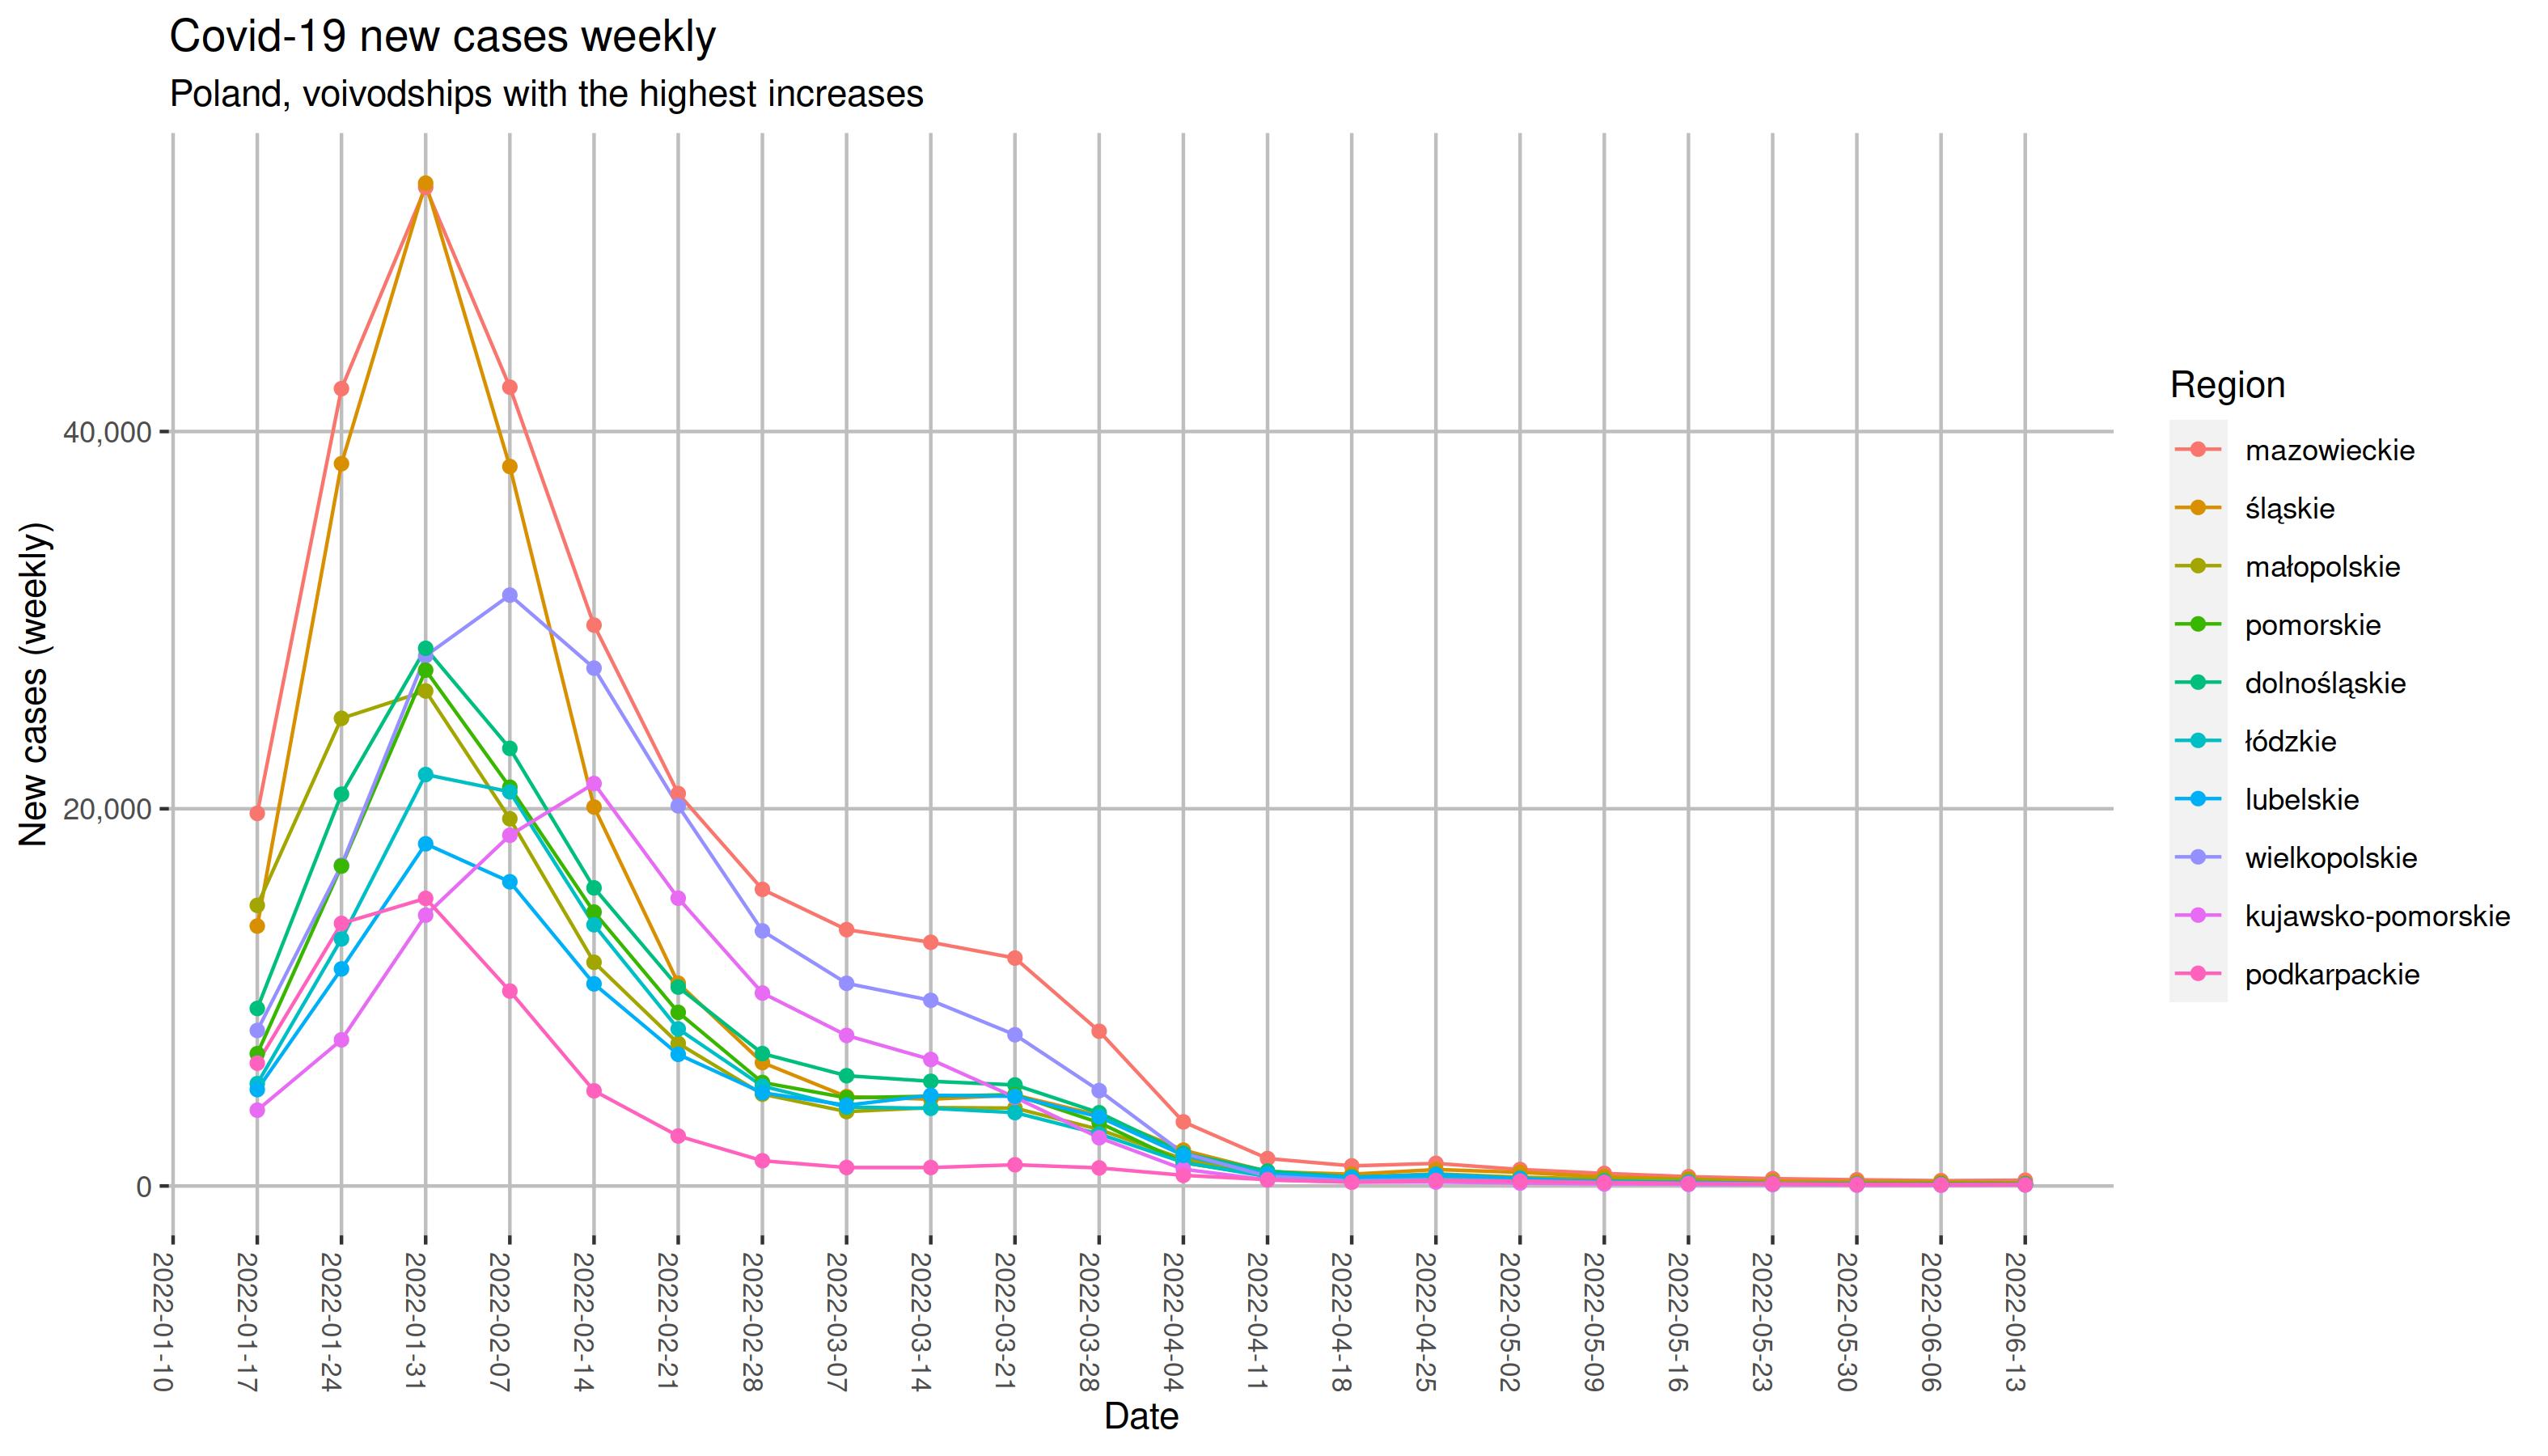 Covid-19 new cases weekly
Poland, voivodships with the highest increases
New cases (weekly)
40,000
20,000
0
2022-01-10
2022-01-17
2022-01-24
2022-01-31
2022-02-07
2022-02-14
2022-02-21
2022-02-28
2022-03-07
2022-03-14
2022-03-21
2022-03-28
2022-04-04
2022-04-11
2022-04-18
2022-04-25
2022-05-02
2022-05-09
2022-05-16
2022-05-23
2022-05-30
2022-06-06
2022-06-13
Date
Region
mazowieckie
śląskie
małopolskie
pomorskie
dolnośląskie
łódzkie
lubelskie
wielkopolskie
kujawsko-pomorskie
podkarpackie